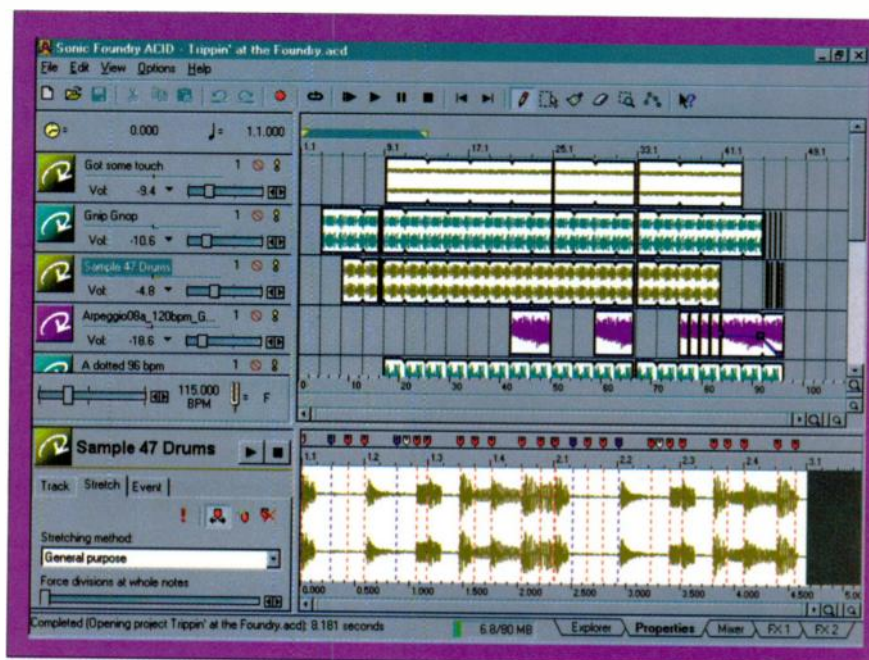 Sonic Foundry ACID - Trippin' at the Foundry.acd
File Edit View Options Help
0.000 1.1.000
1.1 9.1 17.1 25.1 33.1 41.1 49.1
Got some touch 1
Vol: -9.4
Gnip Gnop 1
Vol: -10.6
Sample 47 Drums 1
Vol: -4.8
Arpeggio08a_120bpm_G... 1
Vol: -18.6
A dotted 96 bpm 1
0 10 20 30 40 50 60 70 80 90 100
115.000
BPM = F
Sample 47 Drums
1.1 1.2 1.3 1.4 2.1 2.2 2.3 2.4 3.1
Track Stretch Event
Stretching method:
General purpose
Force divisions at whole notes
0.000 0.500 1.000 1.500 2.000 2.500 3.000 3.500 4.000 4.500 5.00
Completed (Opening project Trippin' at the Foundry.acd): 8.181 seconds 6.8/80 MB Explorer Properties Mixer FX 1 FX 2